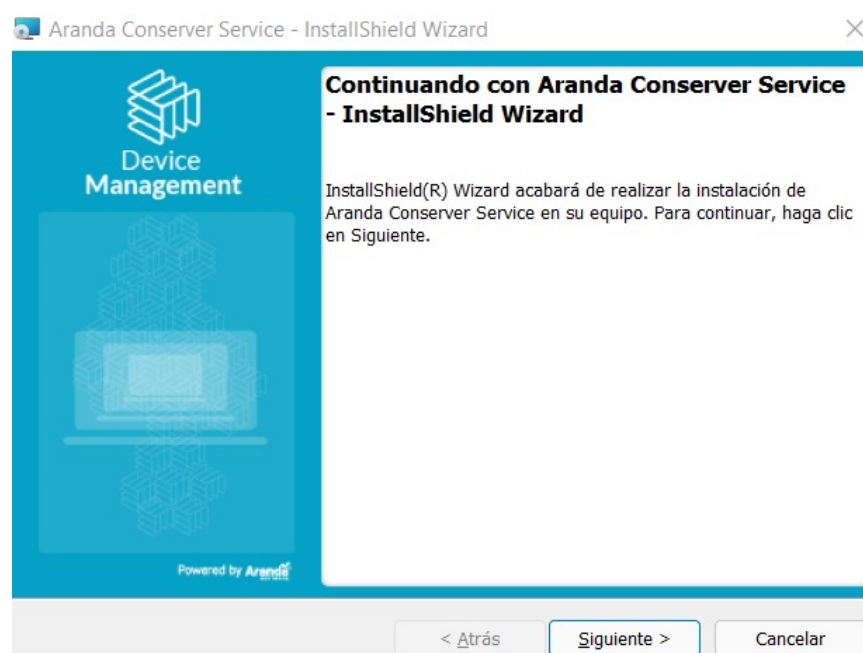 Aranda Conserver Service - InstallShield Wizard
Device
Management
Powered by Aranda
Continuando con Aranda Conserver Service
- InstallShield Wizard
InstallShield(R) Wizard acabará de realizar la instalación de
Aranda Conserver Service en su equipo. Para continuar, haga clic
en Siguiente.
< Atrás
Siguiente >
Cancelar